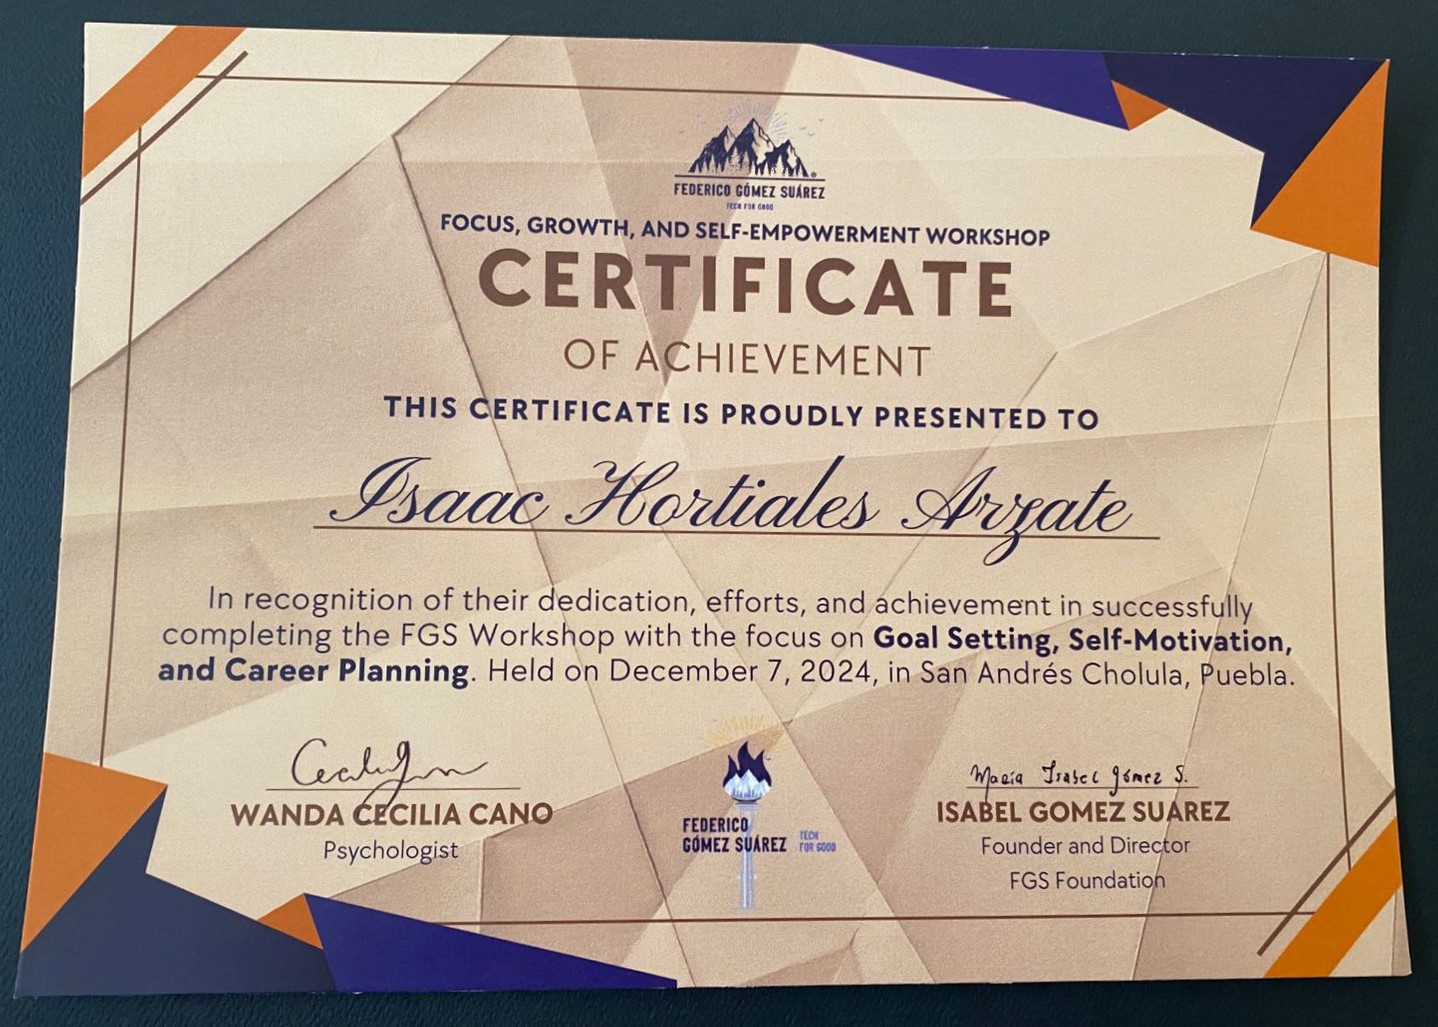 FEDERICO GÓMEZ SUÁREZ
TECH FOR GOOD
FOCUS, GROWTH, AND SELF-EMPOWERMENT WORKSHOP
CERTIFICATE
OF ACHIEVEMENT
THIS CERTIFICATE IS PROUDLY PRESENTED TO
Isaac Hortiales Arzate
In recognition of their dedication, efforts, and achievement in successfully
completing the FGS Workshop with the focus on Goal Setting, Self-Motivation,
and Career Planning. Held on December 7, 2024, in San Andrés Cholula, Puebla.
WANDA CECILIA CANO
Psychologist
FEDERICO
GÓMEZ SUÁREZ
TECH
FOR GOOD
María Isabel Gómez S.
ISABEL GOMEZ SUAREZ
Founder and Director
FGS Foundation